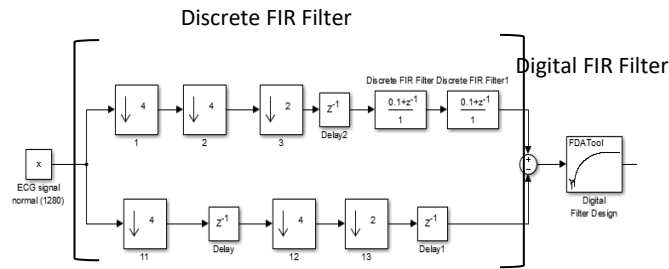 Discrete FIR Filter
Digital FIR Filter
Discrete FIR Filter Discrete FIR Filter1
↓ 4
↓ 4
↓ 2
z-1
0.1+z-1
1
0.1+z-1
1
1
2
3
Delay2
x
ECG signal
normal (1280)
+
−
FDATool
Digital
Filter Design
↓ 4
z-1
↓ 4
↓ 2
z-1
11
Delay
12
13
Delay1